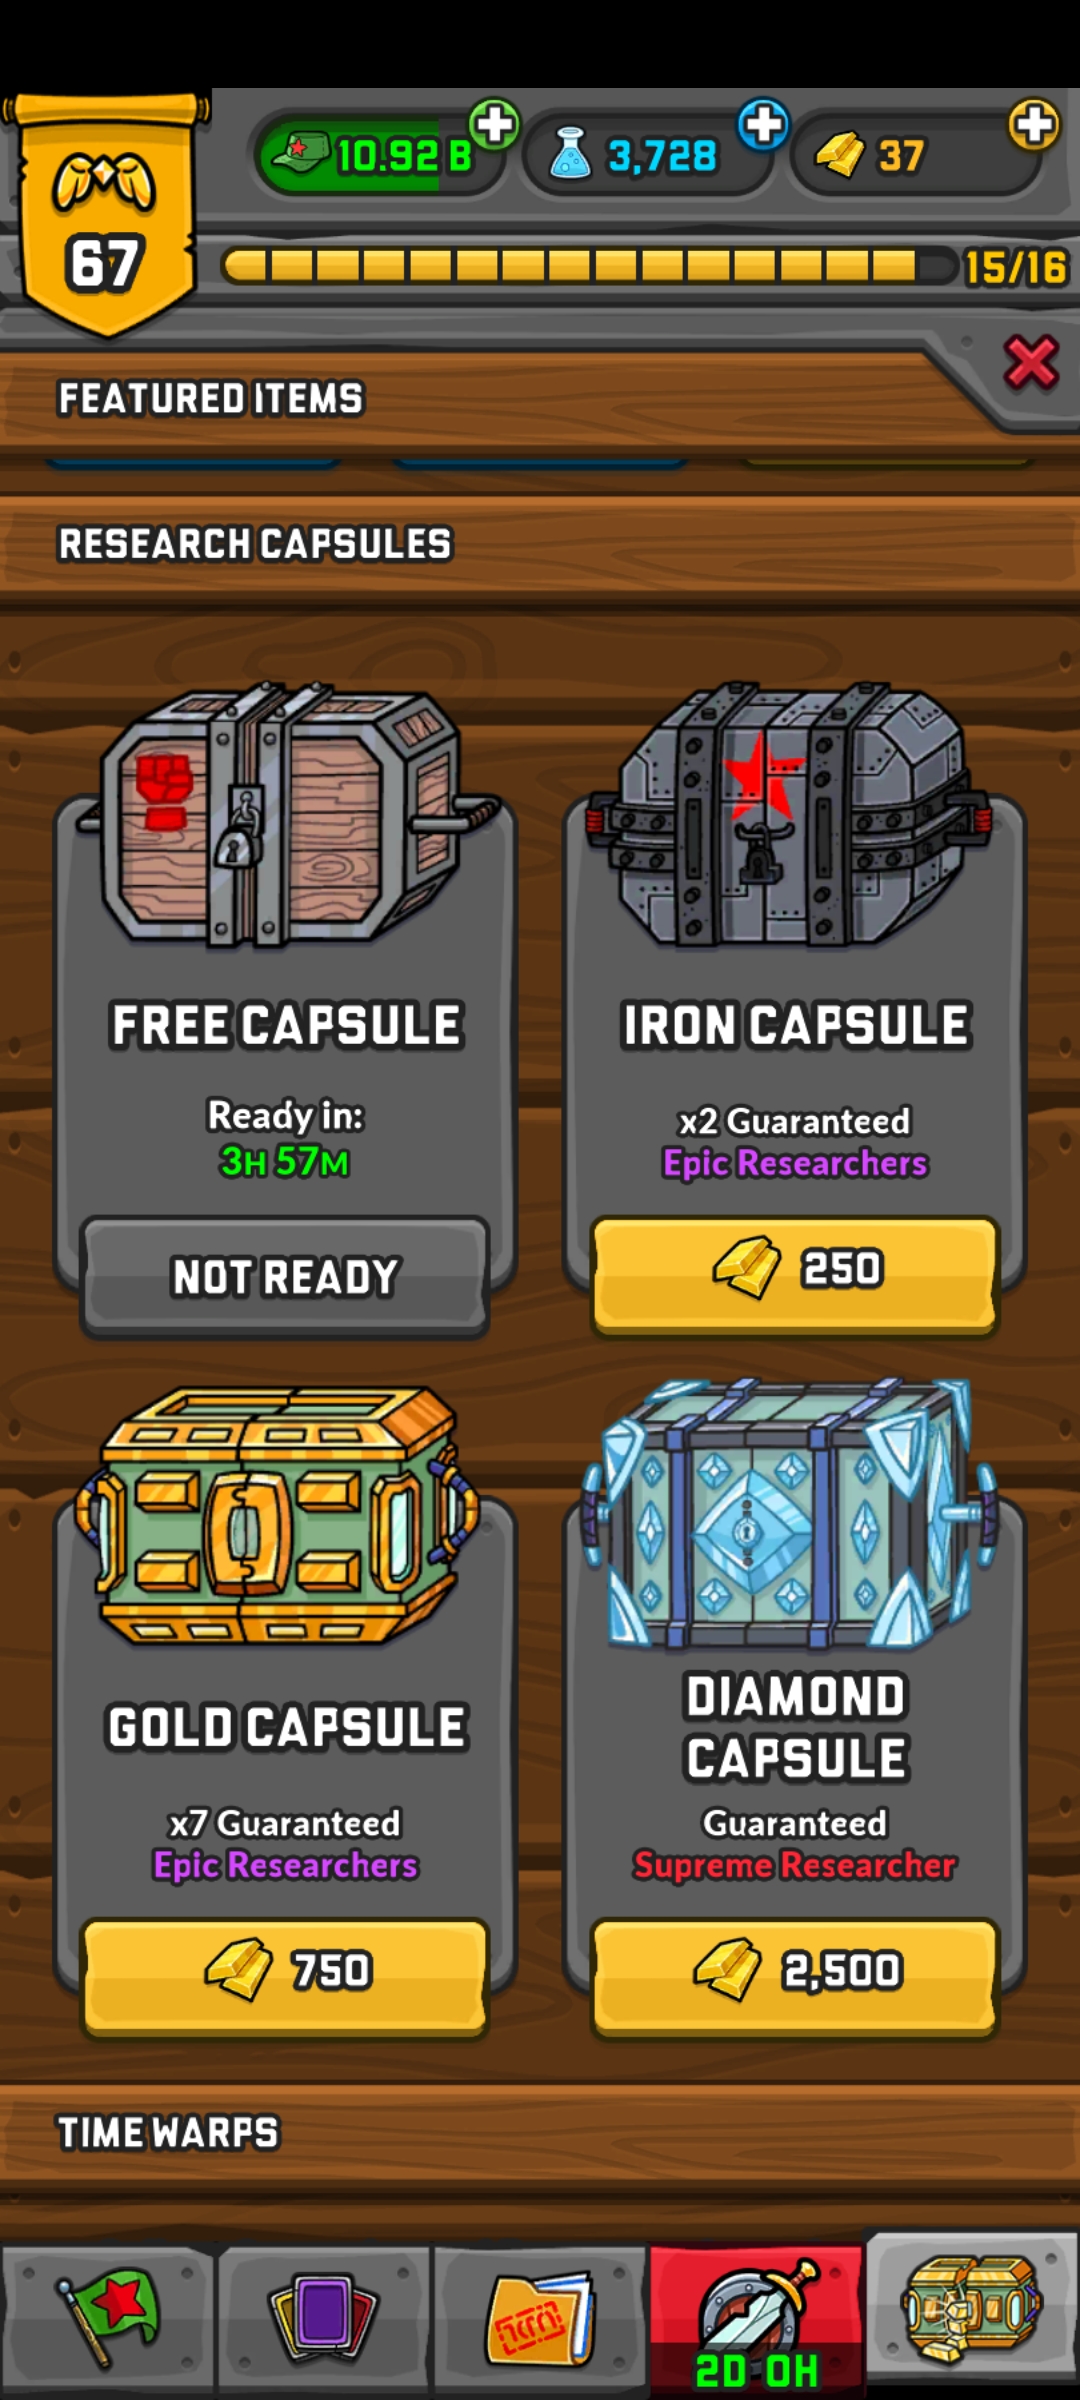 10.92 B
3,728
37
67
15/16
FEATURED ITEMS
RESEARCH CAPSULES
FREE CAPSULE
Ready in:
3H 57M
NOT READY
IRON CAPSULE
x2 Guaranteed
Epic Researchers
250
GOLD CAPSULE
x7 Guaranteed
Epic Researchers
750
DIAMOND
CAPSULE
Guaranteed
Supreme Researcher
2,500
TIME WARPS
2D 0H